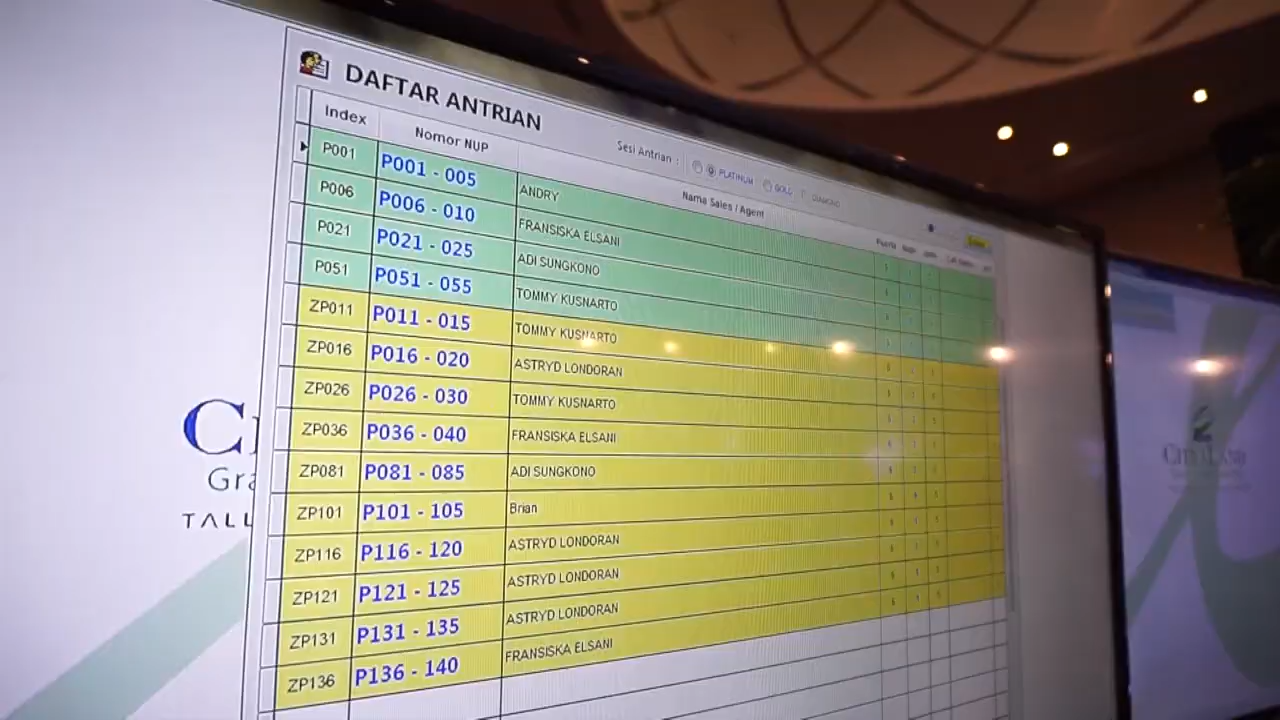 DAFTAR ANTRIAN
Sesi Antrian : PLATINUM GOLD DIAMOND
Index Nomor NUP Nama Sales / Agent
P001 P001 - 005 ANDRY
P006 P006 - 010 FRANSISKA ELSANI
P021 P021 - 025 ADI SUNGKONO
P051 P051 - 055 TOMMY KUSNARTO
ZP011 P011 - 015 TOMMY KUSNARTO
ZP016 P016 - 020 ASTRYD LONDORAN
ZP026 P026 - 030 TOMMY KUSNARTO
ZP036 P036 - 040 FRANSISKA ELSANI
ZP081 P081 - 085 ADI SUNGKONO
ZP101 P101 - 105 Brian
ZP116 P116 - 120 ASTRYD LONDORAN
ZP121 P121 - 125 ASTRYD LONDORAN
ZP131 P131 - 135 ASTRYD LONDORAN
ZP136 P136 - 140 FRANSISKA ELSANI
Gra
TALL
CITYLAND